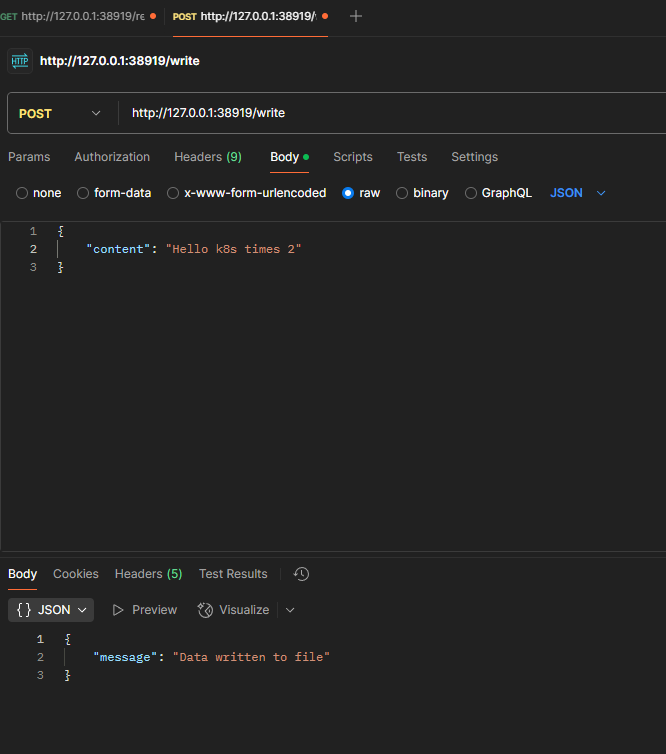 GET http://127.0.0.1:38919/re POST http://127.0.0.1:38919/
HTTP http://127.0.0.1:38919/write
POST http://127.0.0.1:38919/write
Params Authorization Headers (9) Body Scripts Tests Settings
none form-data x-www-form-urlencoded raw binary GraphQL JSON
1 {
2 "content": "Hello k8s times 2"
3 }
Body Cookies Headers (5) Test Results
{} JSON Preview Visualize
1 {
2 "message": "Data written to file"
3 }